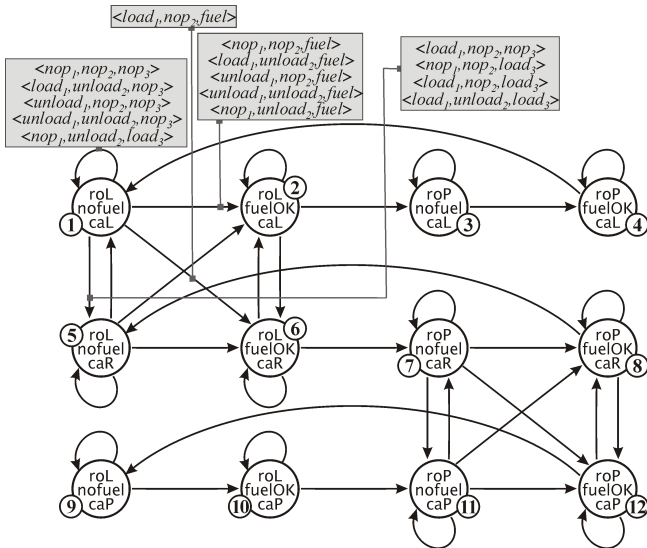 <load₁,nop₂,fuel>
<nop₁,nop₂,nop₃>
<load₁,unload₂,nop₃>
<unload₁,nop₂,nop₃>
<unload₁,unload₂,nop₃>
<nop₁,unload₂,load₃>
<nop₁,nop₂,fuel>
<load₁,unload₂,fuel>
<unload₁,nop₂,fuel>
<unload₁,unload₂,fuel>
<nop₁,unload₂,fuel>
<load₁,nop₂,nop₃>
<nop₁,nop₂,load₃>
<load₁,nop₂,load₃>
<load₁,unload₂,load₃>
roL
nofuel
caL
1
roL
fuelOK
caL
2
roP
nofuel
caL
3
roP
fuelOK
caL
4
roL
nofuel
caR
5
roL
fuelOK
caR
6
roP
nofuel
caR
7
roP
fuelOK
caR
8
roL
nofuel
caP
9
roL
fuelOK
caP
10
roP
nofuel
caP
11
roP
fuelOK
caP
12